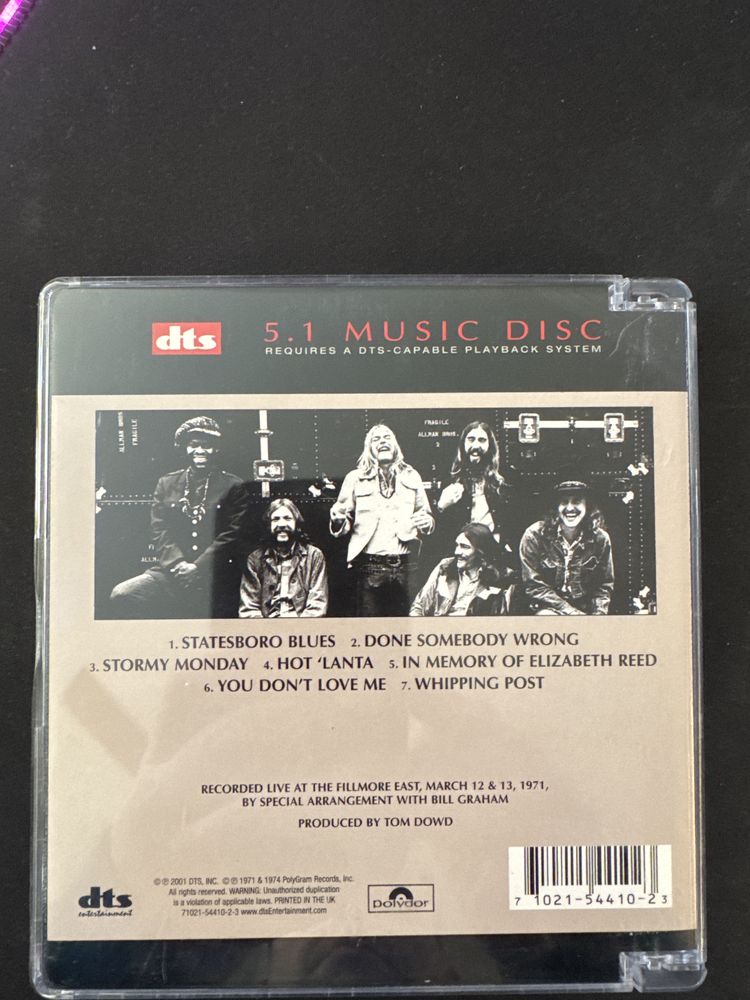 dts
5.1 MUSIC DISC
REQUIRES A DTS-CAPABLE PLAYBACK SYSTEM
ALLMAN BROS.
FRAGILE
FRAGILE
ALLMAN BROS.
1. STATESBORO BLUES 2. DONE SOMEBODY WRONG
3. STORMY MONDAY 4. HOT 'LANTA 5. IN MEMORY OF ELIZABETH REED
6. YOU DON'T LOVE ME 7. WHIPPING POST
RECORDED LIVE AT THE FILLMORE EAST, MARCH 12 & 13, 1971,
BY SPECIAL ARRANGEMENT WITH BILL GRAHAM
PRODUCED BY TOM DOWD
dts
entertainment
©℗ 2001 DTS, INC. ©℗ 1971 & 1974 PolyGram Records, Inc.
All rights reserved. WARNING: Unauthorized duplication
is a violation of applicable laws. PRINTED IN THE UK
71021-54410-2-3 www.dtsEntertainment.com
polydor
7 1021-54410-2 3